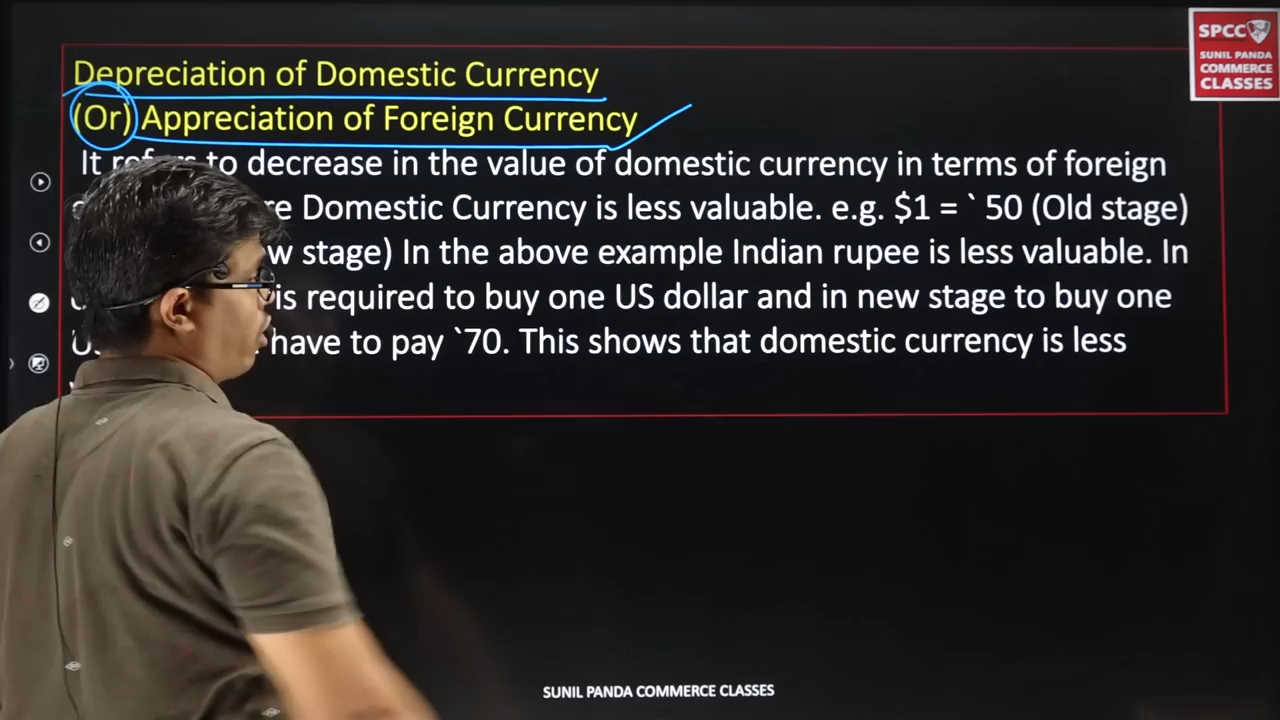 SPCC
SUNIL PANDA
COMMERCE
CLASSES
Depreciation of Domestic Currency
(Or) Appreciation of Foreign Currency
It refers to decrease in the value of domestic currency in terms of foreign
Domestic Currency is less valuable. e.g. $1 = ` 50 (Old stage)
stage) In the above example Indian rupee is less valuable. In
is required to buy one US dollar and in new stage to buy one
have to pay `70. This shows that domestic currency is less
SUNIL PANDA COMMERCE CLASSES